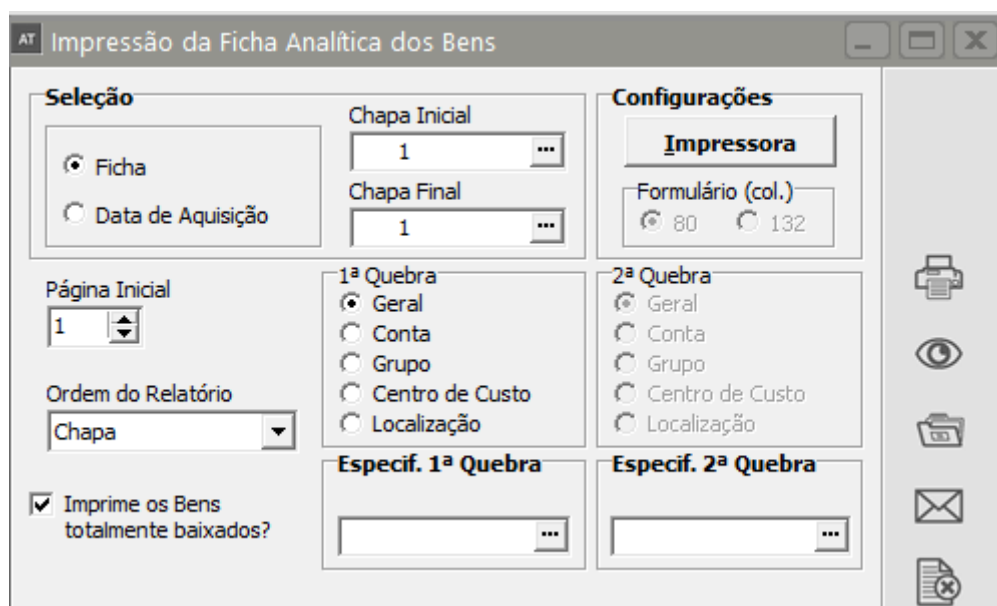 AT Impressão da Ficha Analítica dos Bens
Seleção
Ficha
Data de Aquisição
Chapa Inicial
1 ...
Chapa Final
1 ...
Configurações
Impressora
Formulário (col.)
80 132
Página Inicial
1
Ordem do Relatório
Chapa
Imprime os Bens
totalmente baixados?
1ª Quebra
Geral
Conta
Grupo
Centro de Custo
Localização
2ª Quebra
Geral
Conta
Grupo
Centro de Custo
Localização
Especif. 1ª Quebra
...
Especif. 2ª Quebra
...